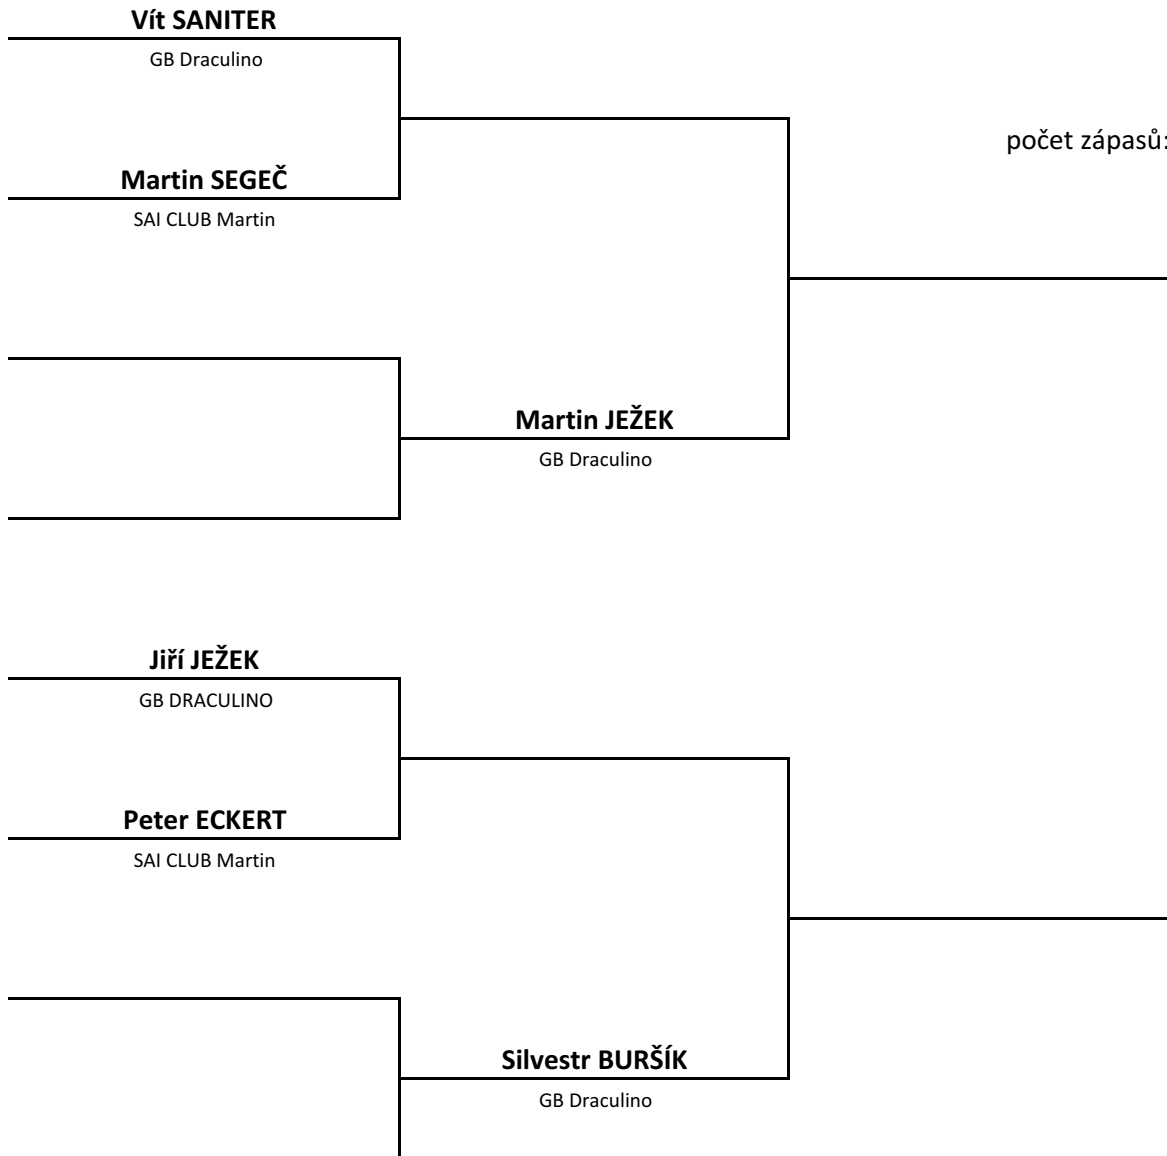 Vít SANITER
GB Draculino
počet zápasů:
Martin SEGEČ
SAI CLUB Martin
Martin JEŽEK
GB Draculino
Jiří JEŽEK
GB DRACULINO
Peter ECKERT
SAI CLUB Martin
Silvestr BURŠÍK
GB Draculino